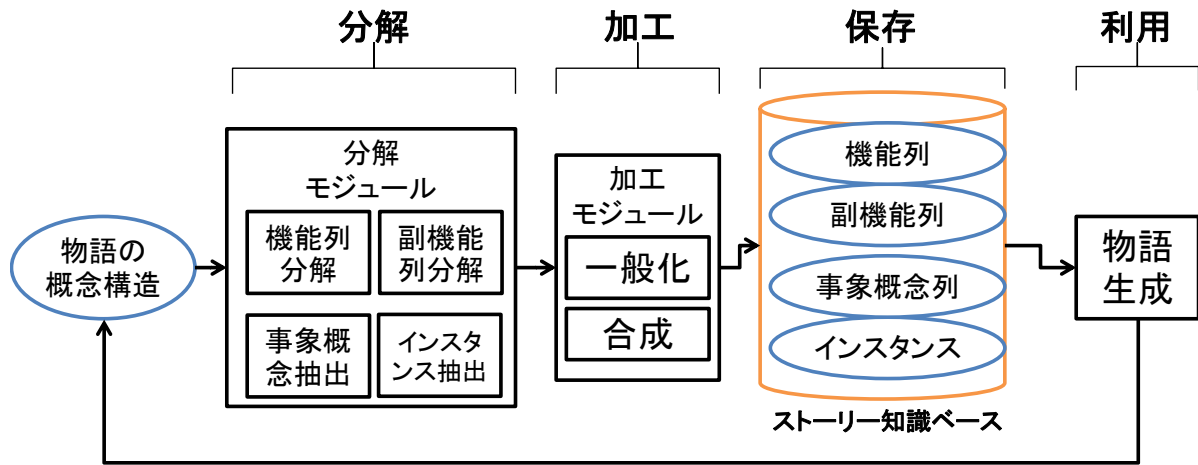 分解
加工
保存
利用
物語の
概念構造
分解
モジュール
機能列
分解
副機能
列分解
事象概
念抽出
インスタ
ンス抽出
加工
モジュール
一般化
合成
機能列
副機能列
事象概念列
インスタンス
ストーリー知識ベース
物語
生成